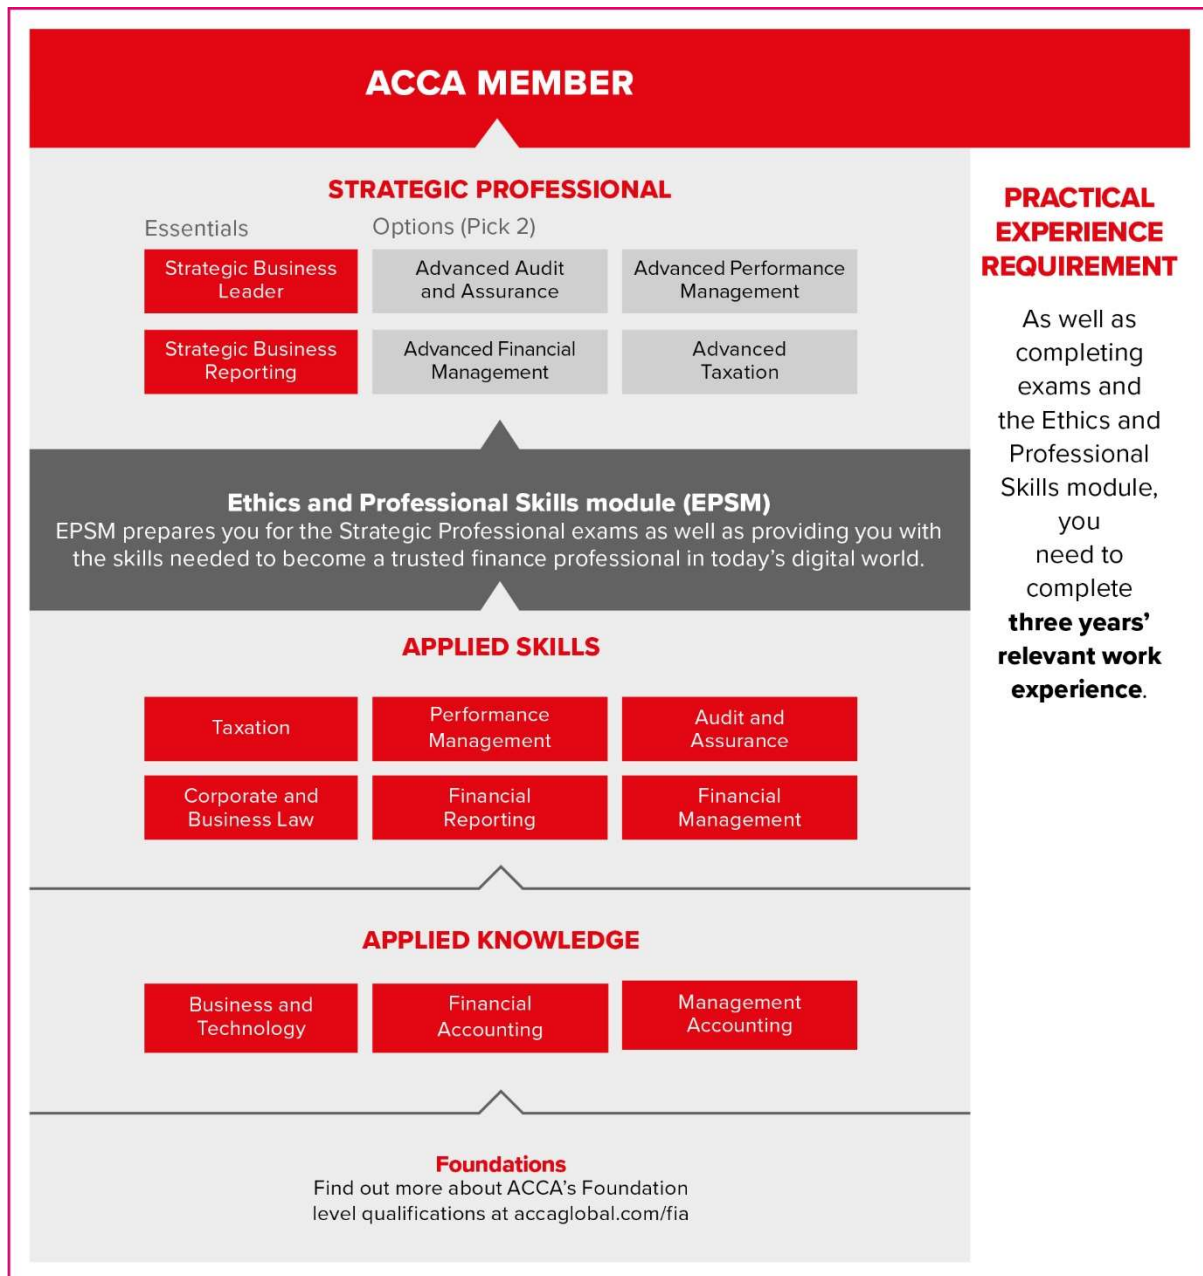 ACCA MEMBER
STRATEGIC PROFESSIONAL
Essentials
Options (Pick 2)
Strategic Business
Leader
Advanced Audit
and Assurance
Advanced Performance
Management
Strategic Business
Reporting
Advanced Financial
Management
Advanced
Taxation
Ethics and Professional Skills module (EPSM)
EPSM prepares you for the Strategic Professional exams as well as providing you with
the skills needed to become a trusted finance professional in today’s digital world.
APPLIED SKILLS
Taxation
Performance
Management
Audit and
Assurance
Corporate and
Business Law
Financial
Reporting
Financial
Management
APPLIED KNOWLEDGE
Business and
Technology
Financial
Accounting
Management
Accounting
Foundations
Find out more about ACCA’s Foundation
level qualifications at accaglobal.com/fia
PRACTICAL
EXPERIENCE
REQUIREMENT
As well as
completing
exams and
the Ethics and
Professional
Skills module,
you
need to
complete
three years’
relevant work
experience.